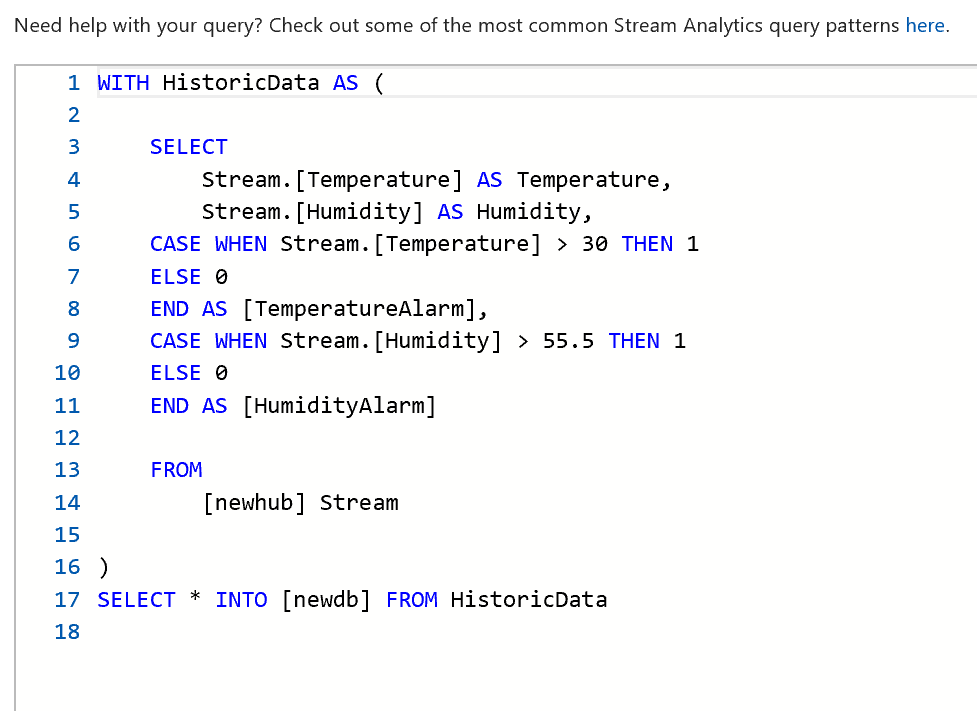 Need help with your query? Check out some of the most common Stream Analytics query patterns here.
1 WITH HistoricData AS (
2
3 SELECT
4 Stream.[Temperature] AS Temperature,
5 Stream.[Humidity] AS Humidity,
6 CASE WHEN Stream.[Temperature] > 30 THEN 1
7 ELSE 0
8 END AS [TemperatureAlarm],
9 CASE WHEN Stream.[Humidity] > 55.5 THEN 1
10 ELSE 0
11 END AS [HumidityAlarm]
12
13 FROM
14 [newhub] Stream
15
16 )
17 SELECT * INTO [newdb] FROM HistoricData
18